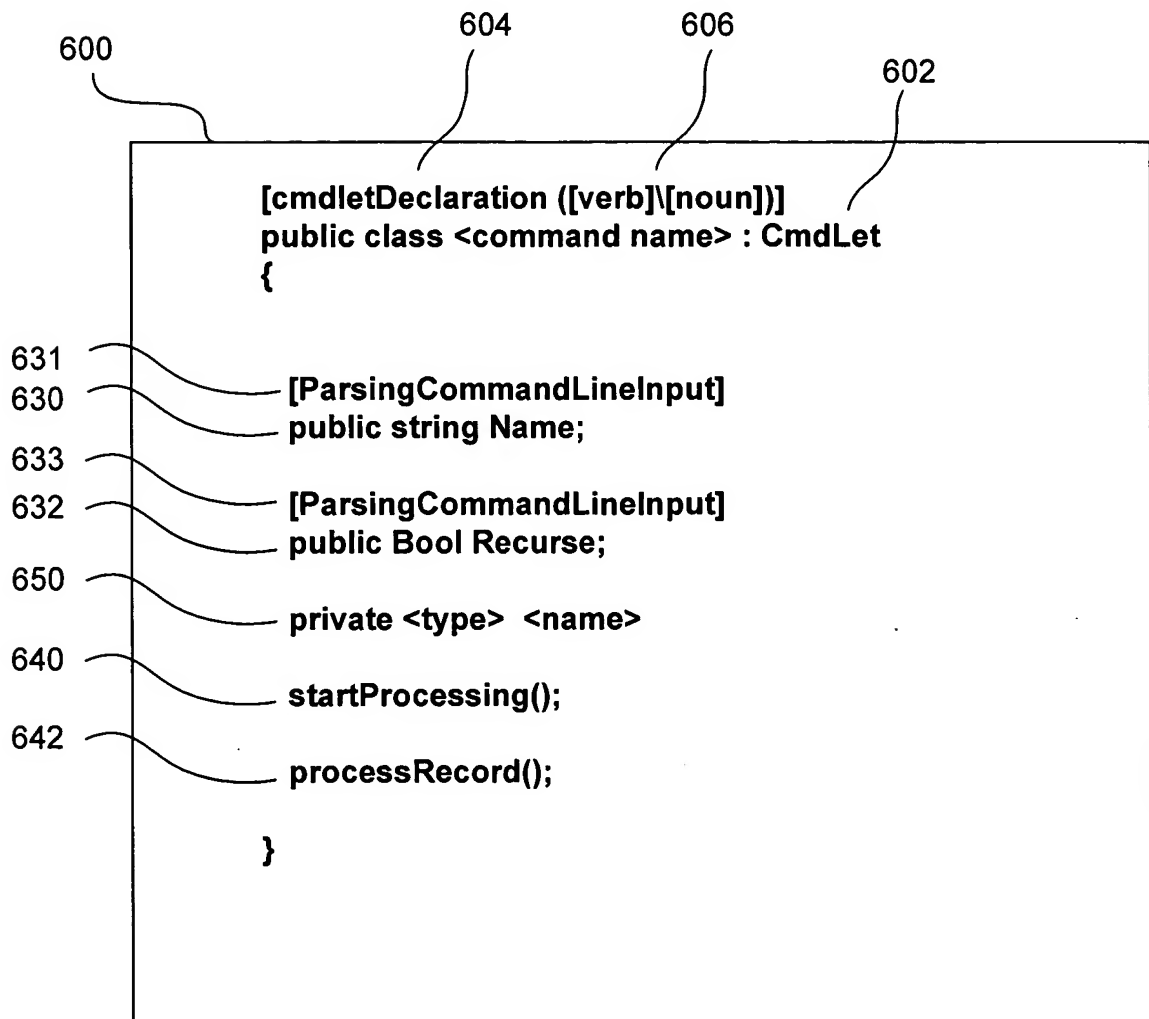 604 606
600 602
[cmdletDeclaration ([verb]\[noun])]
public class <command name> : CmdLet
{
631 [ParsingCommandLineInput]
630 public string Name;
633 [ParsingCommandLineInput]
632 public Bool Recurse;
650 private <type> <name>
640 startProcessing();
642 processRecord();
}